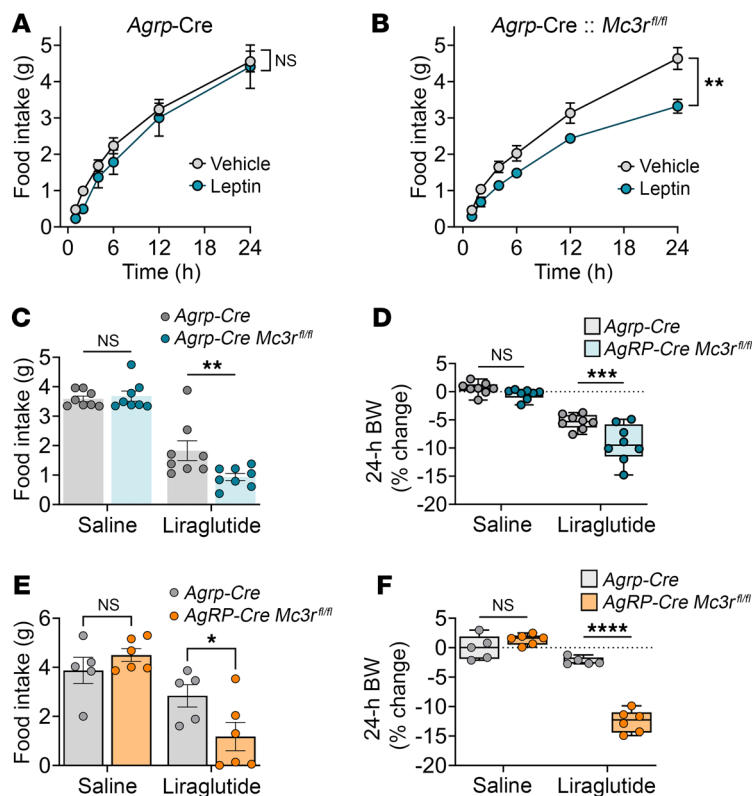 A
Agrp-Cre
Food intake (g)
5
4
3
2
1
0
NS
Vehicle
Leptin
0 6 12 18 24
Time (h)
B
Agrp-Cre :: Mc3rfl/fl
Food intake (g)
5
4
3
2
1
0
**
Vehicle
Leptin
0 6 12 18 24
Time (h)
C
Agrp-Cre
Agrp-Cre Mc3rfl/fl
Food intake (g)
6
4
2
0
NS
**
Saline Liraglutide
D
Agrp-Cre
AgRP-Cre Mc3rfl/fl
24-h BW
(% change)
5
0
-5
-10
-15
-20
NS
***
Saline Liraglutide
E
Agrp-Cre
AgRP-Cre Mc3rfl/fl
Food intake (g)
8
6
4
2
0
NS
*
Saline Liraglutide
F
Agrp-Cre
AgRP-Cre Mc3rfl/fl
24-h BW
(% change)
5
0
-5
-10
-15
-20
NS
****
Saline Liraglutide